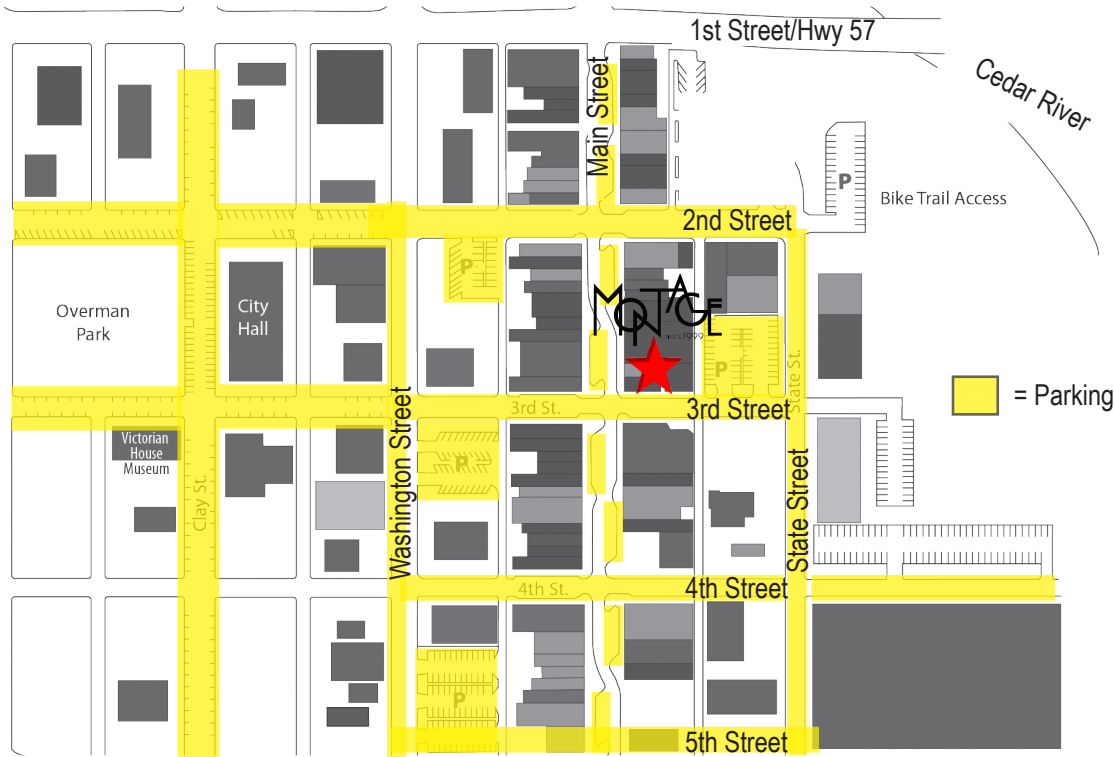 1st Street/Hwy 57
Cedar River
Main Street
P
Bike Trail Access
2nd Street
P
Overman
Park
City
Hall
MONTAGE
SINCE 1999
P
State St.
= Parking
3rd St.
3rd Street
Washington Street
Victorian
House
Museum
P
Clay St.
State Street
4th St.
4th Street
P
5th Street